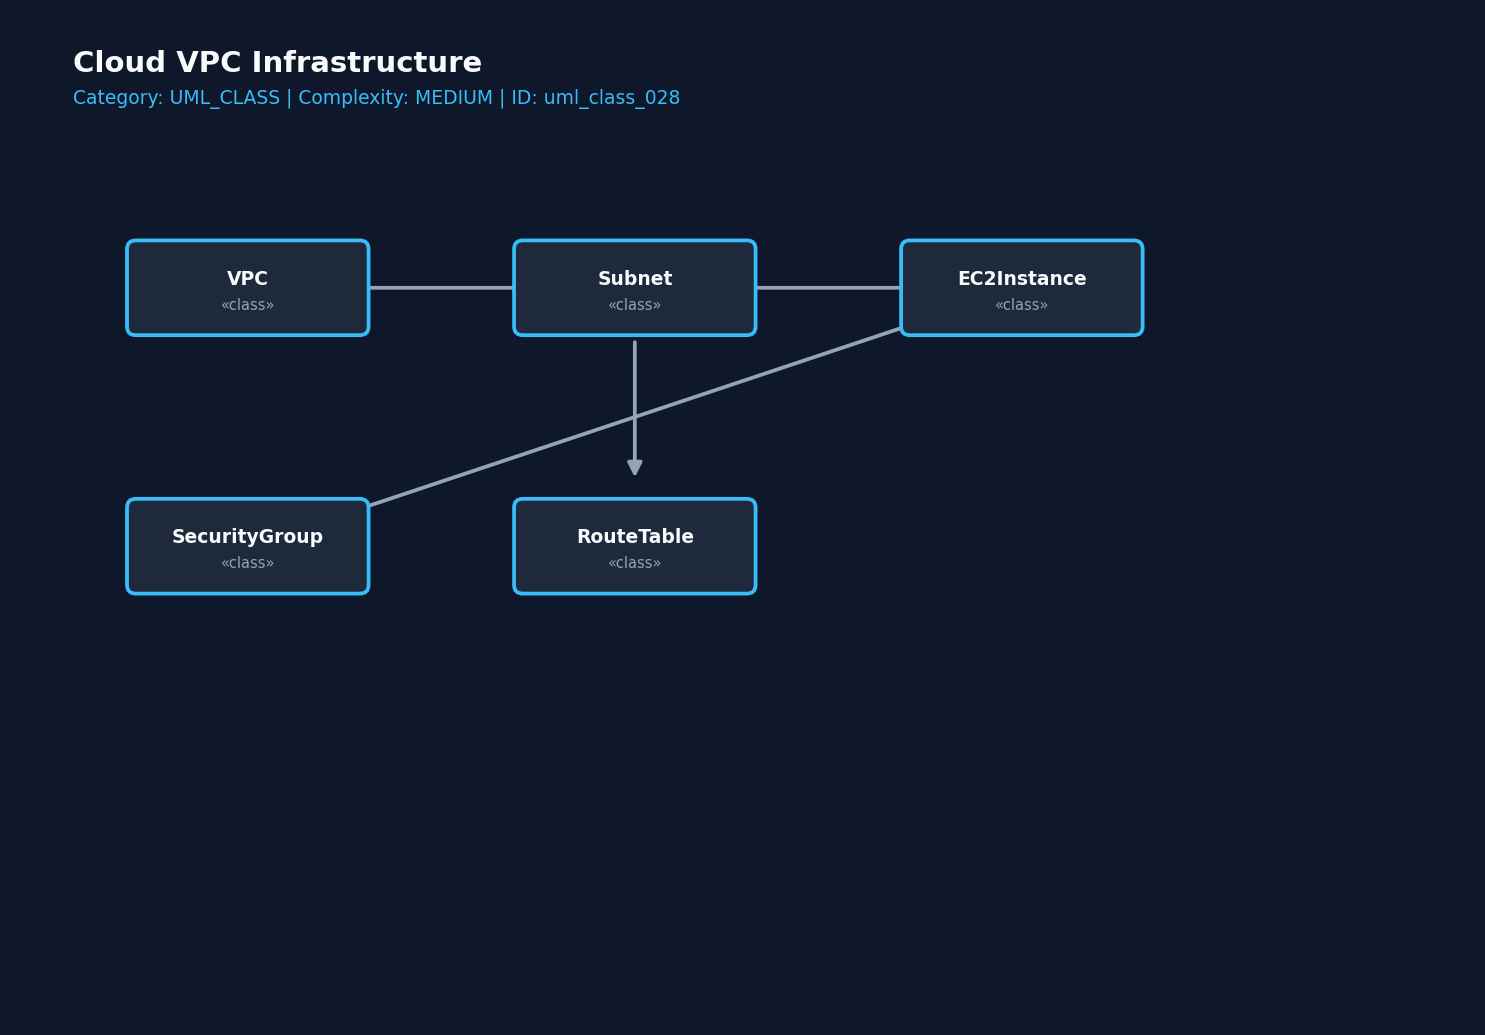 Cloud VPC Infrastructure
Category: UML_CLASS | Complexity: MEDIUM | ID: uml_class_028
VPC
«class»
Subnet
«class»
EC2Instance
«class»
SecurityGroup
«class»
RouteTable
«class»